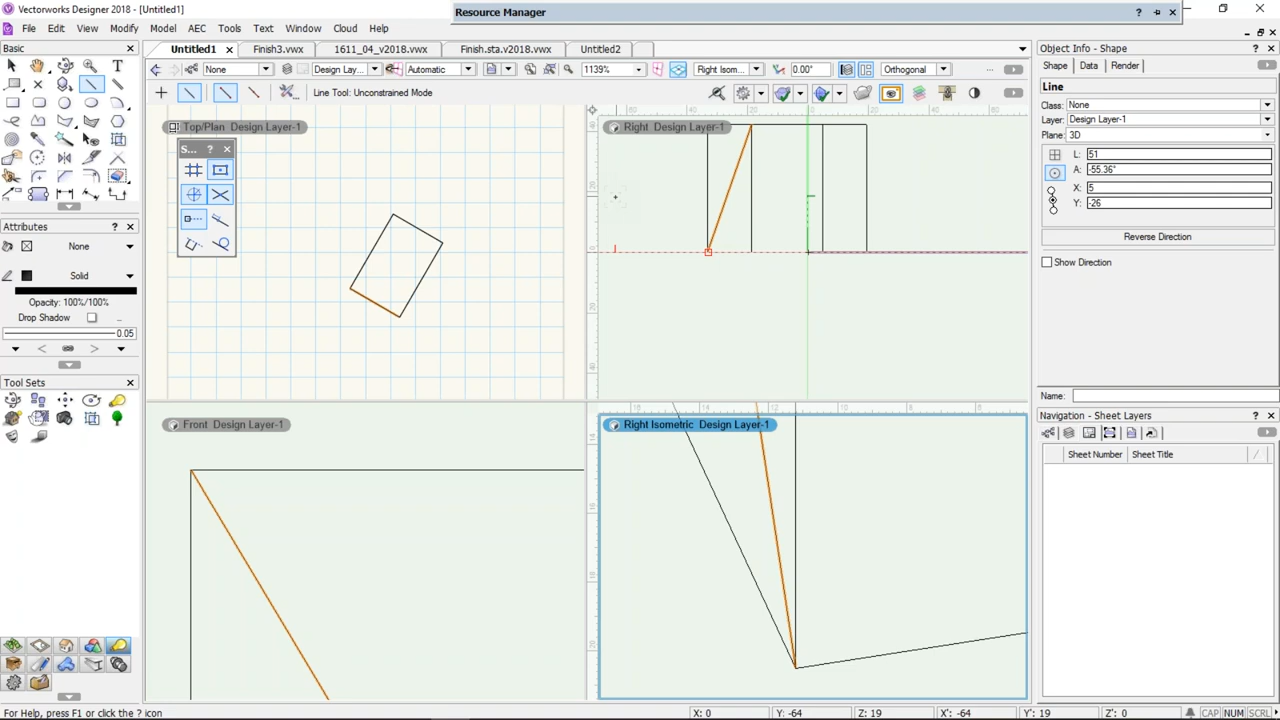 Vectorworks Designer 2018 - [Untitled1]
Resource Manager
File Edit View Modify Model AEC Tools Text Window Cloud Help
Basic
Untitled1 Finish3.vwx 1611_04_v2018.vwx Finish.sta.v2018.vwx Untitled2
Object Info - Shape
None Design Lay... Automatic 1139% Right Isom... 0.00° Orthogonal ...
Shape Data Render
Line Tool: Unconstrained Mode
Line
Class: None
Layer: Design Layer-1
Plane: 3D
L: 51
A: -55.36°
X: 5
Y: -26
Reverse Direction
Show Direction
Top/Plan Design Layer-1
Right Design Layer-1
S... ?
Attributes ?
None
Solid
Opacity: 100%/100%
Drop Shadow
0.05
Tool Sets
Name:
Navigation - Sheet Layers
Front Design Layer-1
Right Isometric Design Layer-1
Sheet Number Sheet Title
For Help, press F1 or click the ? icon
X: 0 Y: -64 Z: 19 X': -64 Y': 19 Z': 0 CAP NUM SCRL